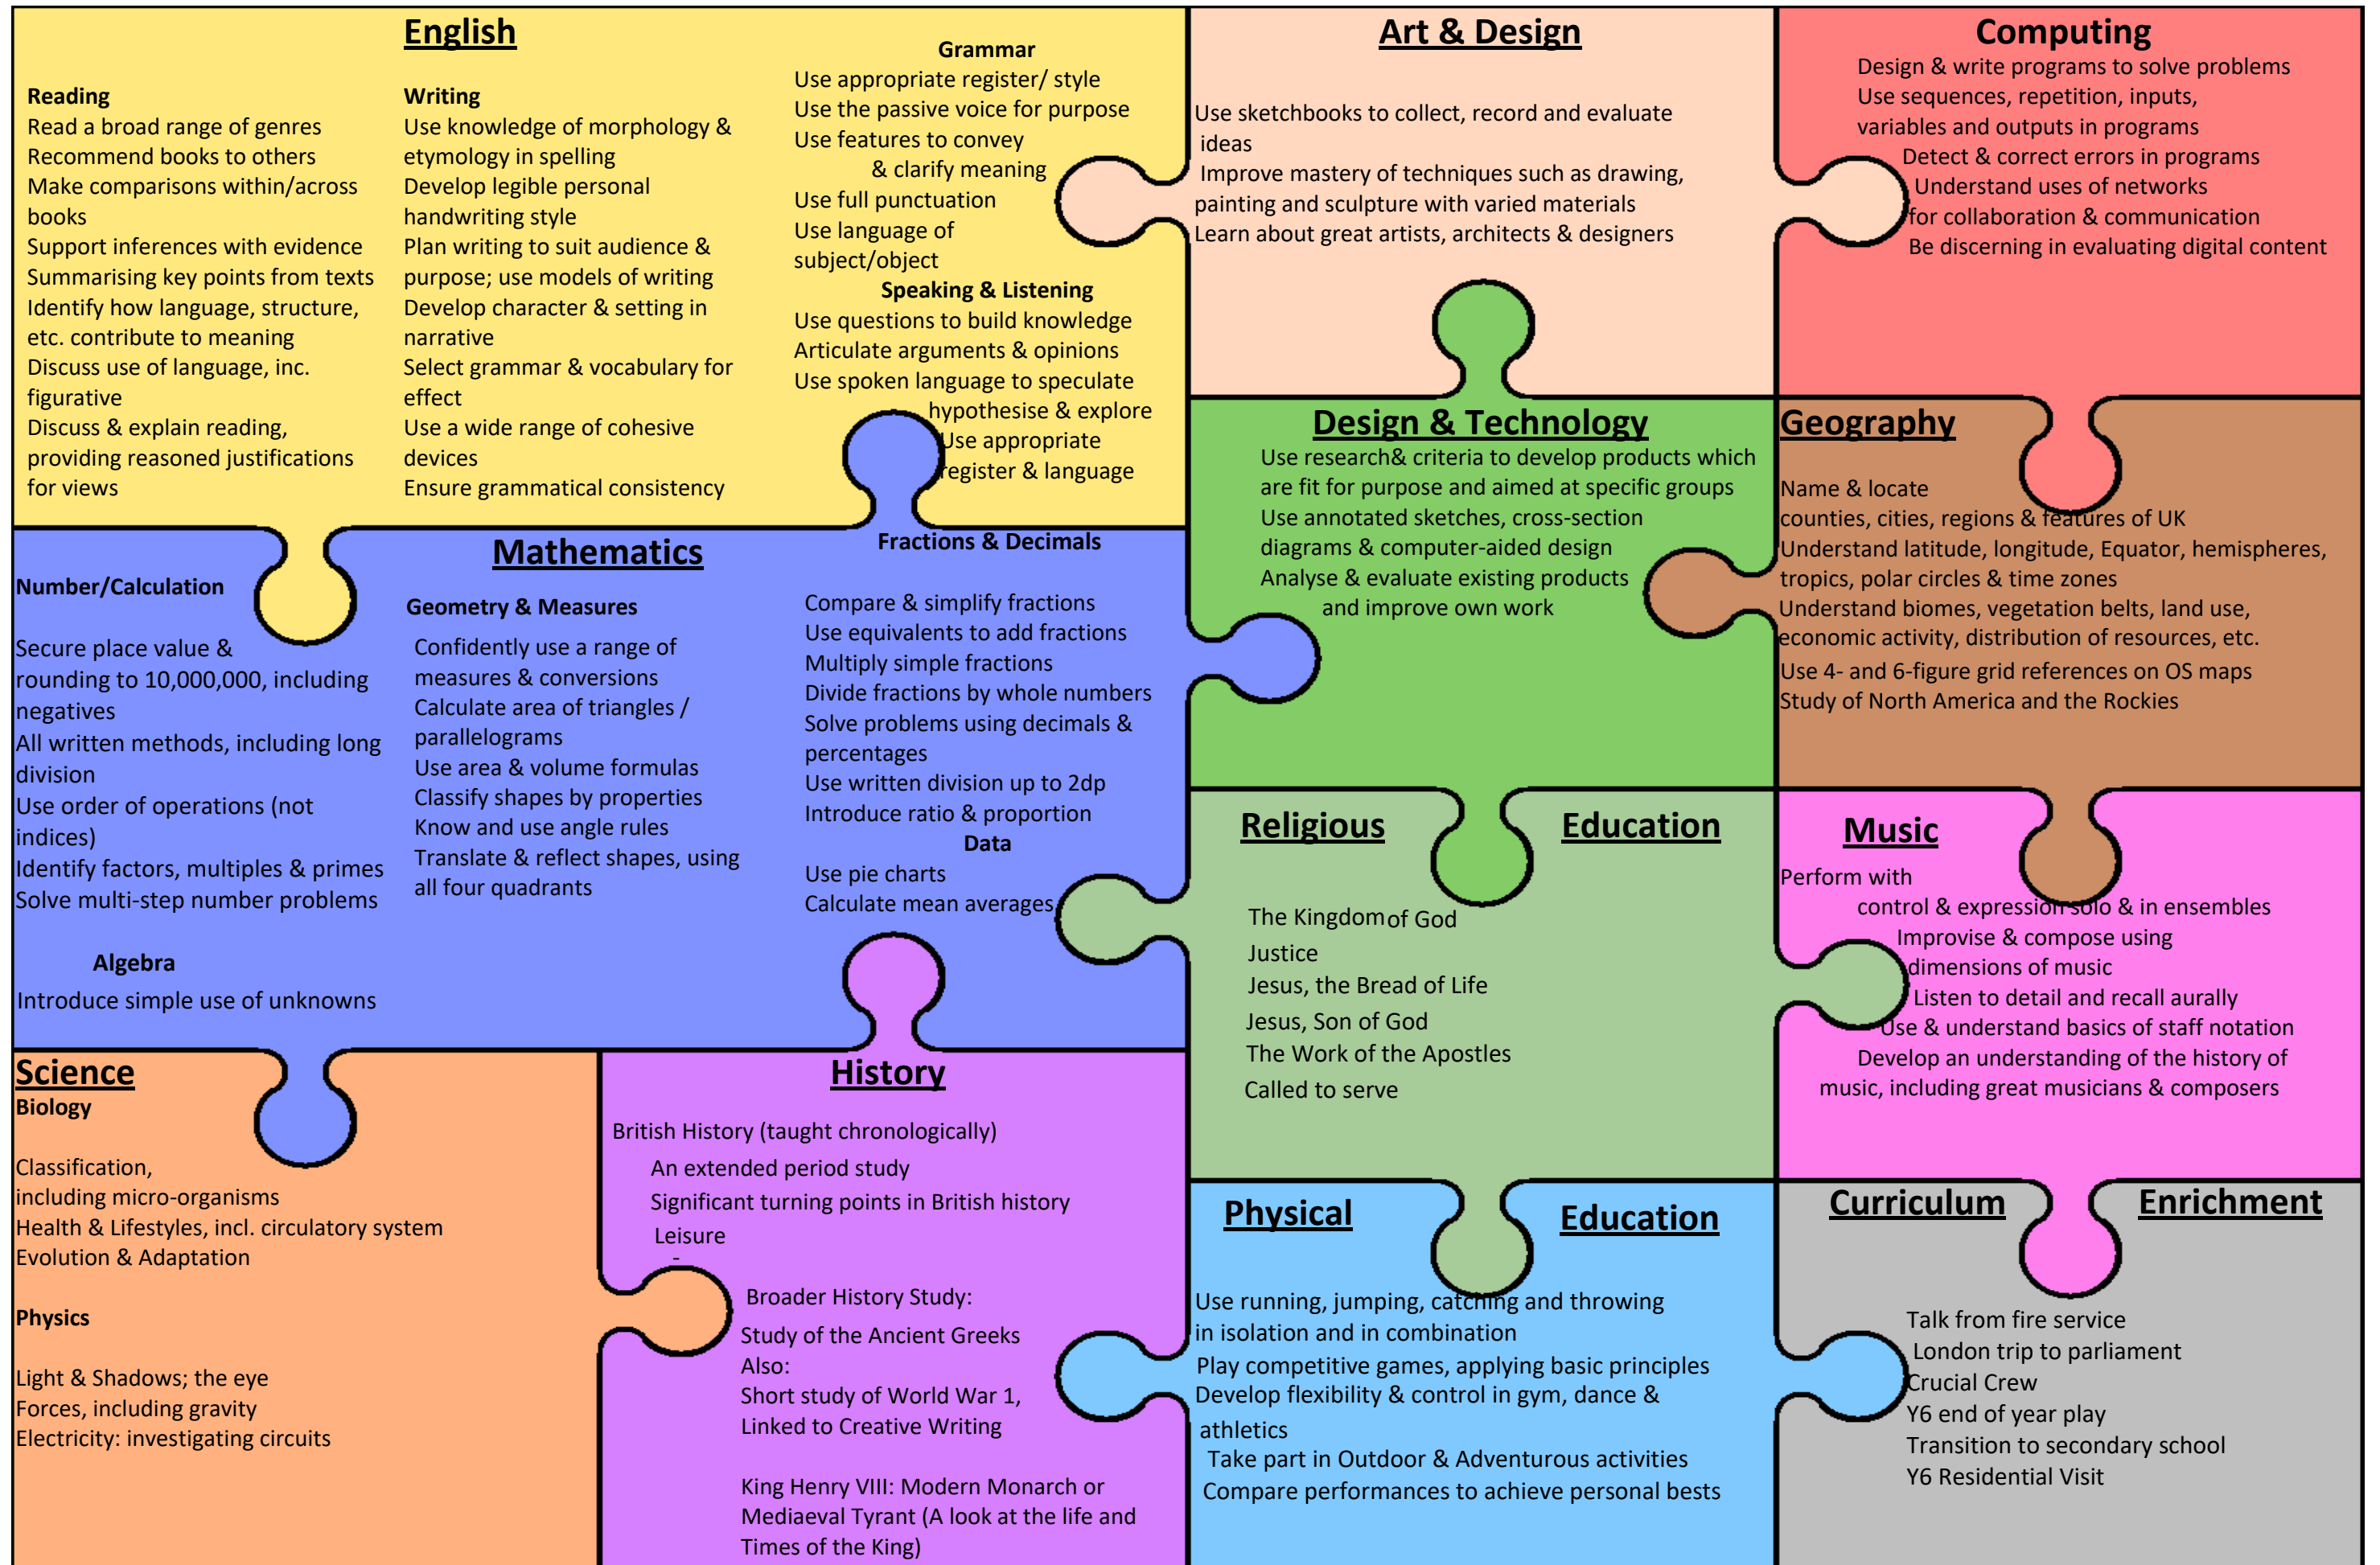 English
Reading
Read a broad range of genres
Recommend books to others
Make comparisons within/across
books
Support inferences with evidence
Summarising key points from texts
Identify how language, structure,
etc. contribute to meaning
Discuss use of language, inc.
figurative
Discuss & explain reading,
providing reasoned justifications
for views
Writing
Use knowledge of morphology &
etymology in spelling
Develop legible personal
handwriting style
Plan writing to suit audience &
purpose; use models of writing
Develop character & setting in
narrative
Select grammar & vocabulary for
effect
Use a wide range of cohesive
devices
Ensure grammatical consistency
Grammar
Use appropriate register/ style
Use the passive voice for purpose
Use features to convey
& clarify meaning
Use full punctuation
Use language of
subject/object
Speaking & Listening
Use questions to build knowledge
Articulate arguments & opinions
Use spoken language to speculate
hypothesise & explore
Use appropriate
register & language
Art & Design
Use sketchbooks to collect, record and evaluate
ideas
Improve mastery of techniques such as drawing,
painting and sculpture with varied materials
Learn about great artists, architects & designers
Computing
Design & write programs to solve problems
Use sequences, repetition, inputs,
variables and outputs in programs
Detect & correct errors in programs
Understand uses of networks
for collaboration & communication
Be discerning in evaluating digital content
Design & Technology
Use research& criteria to develop products which
are fit for purpose and aimed at specific groups
Use annotated sketches, cross-section
diagrams & computer-aided design
Analyse & evaluate existing products
and improve own work
Geography
Name & locate
counties, cities, regions & features of UK
Understand latitude, longitude, Equator, hemispheres,
tropics, polar circles & time zones
Understand biomes, vegetation belts, land use,
economic activity, distribution of resources, etc.
Use 4- and 6-figure grid references on OS maps
Study of North America and the Rockies
Mathematics
Number/Calculation
Secure place value &
rounding to 10,000,000, including
negatives
All written methods, including long
division
Use order of operations (not
indices)
Identify factors, multiples & primes
Solve multi-step number problems
Algebra
Introduce simple use of unknowns
Geometry & Measures
Confidently use a range of
measures & conversions
Calculate area of triangles /
parallelograms
Use area & volume formulas
Classify shapes by properties
Know and use angle rules
Translate & reflect shapes, using
all four quadrants
Fractions & Decimals
Compare & simplify fractions
Use equivalents to add fractions
Multiply simple fractions
Divide fractions by whole numbers
Solve problems using decimals &
percentages
Use written division up to 2dp
Introduce ratio & proportion
Data
Use pie charts
Calculate mean averages
Religious Education
The Kingdom of God
Justice
Jesus, the Bread of Life
Jesus, Son of God
The Work of the Apostles
Called to serve
Music
Perform with
control & expression solo & in ensembles
Improvise & compose using
dimensions of music
Listen to detail and recall aurally
Use & understand basics of staff notation
Develop an understanding of the history of
music, including great musicians & composers
Science
Biology
Classification,
including micro-organisms
Health & Lifestyles, incl. circulatory system
Evolution & Adaptation
Physics
Light & Shadows; the eye
Forces, including gravity
Electricity: investigating circuits
History
British History (taught chronologically)
An extended period study
Significant turning points in British history
Leisure
-
Broader History Study:
Study of the Ancient Greeks
Also:
Short study of World War 1,
Linked to Creative Writing
King Henry VIII: Modern Monarch or
Mediaeval Tyrant (A look at the life and
Times of the King)
Physical Education
Use running, jumping, catching and throwing
in isolation and in combination
Play competitive games, applying basic principles
Develop flexibility & control in gym, dance &
athletics
Take part in Outdoor & Adventurous activities
Compare performances to achieve personal bests
Curriculum Enrichment
Talk from fire service
London trip to parliament
Crucial Crew
Y6 end of year play
Transition to secondary school
Y6 Residential Visit